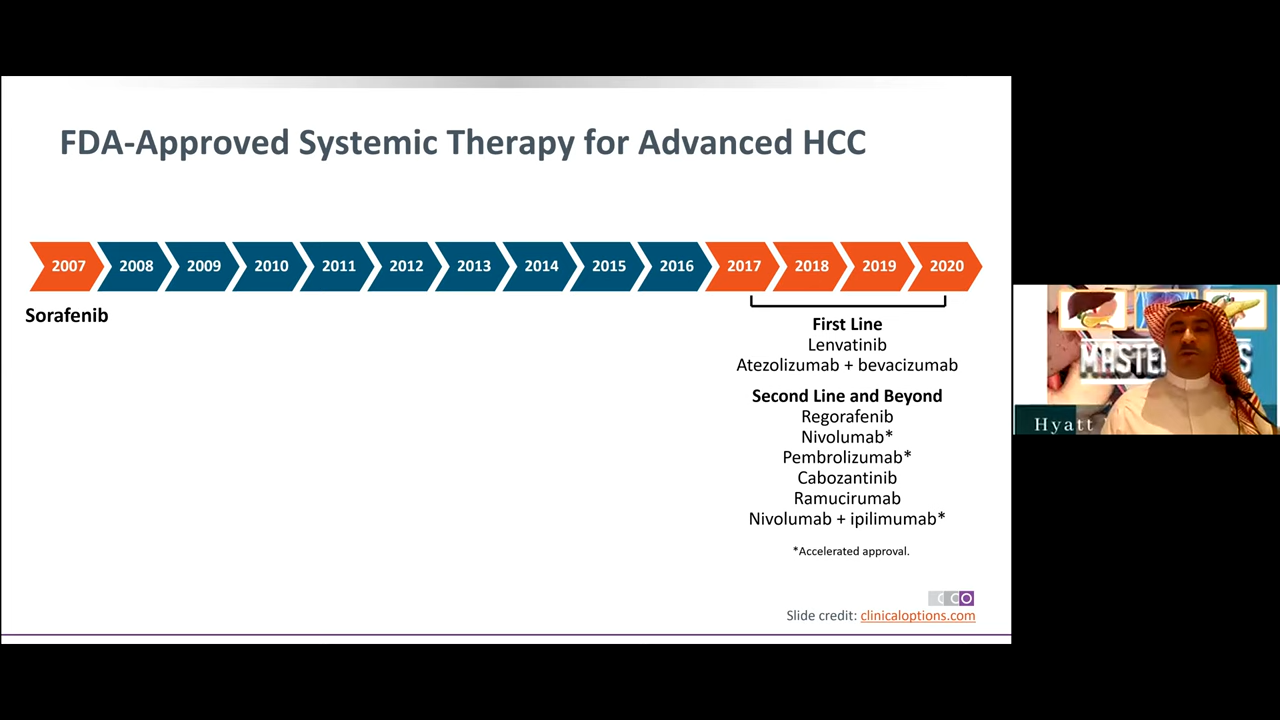 FDA-Approved Systemic Therapy for Advanced HCC
2007 2008 2009 2010 2011 2012 2013 2014 2015 2016 2017 2018 2019 2020
Sorafenib
First Line
Lenvatinib
Atezolizumab + bevacizumab
Second Line and Beyond
Regorafenib
Nivolumab*
Pembrolizumab*
Cabozantinib
Ramucirumab
Nivolumab + ipilimumab*
*Accelerated approval.
CCO
Slide credit: clinicaloptions.com
Hyatt